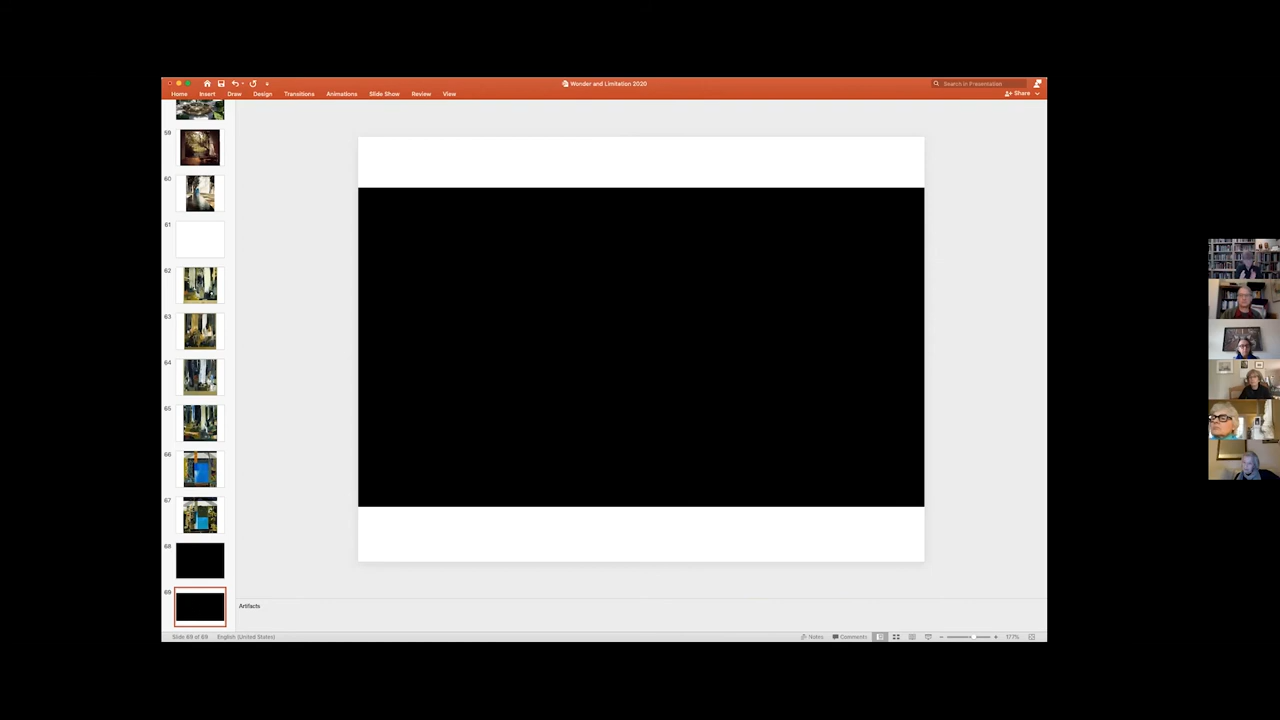 Wonder and Limitation 2020
Search in Presentation
Home Insert Draw Design Transitions Animations Slide Show Review View
Share
59
60
61
62
63
64
65
66
67
68
69
Artifacts
Slide 69 of 69 English (United States)
Notes Comments 177%